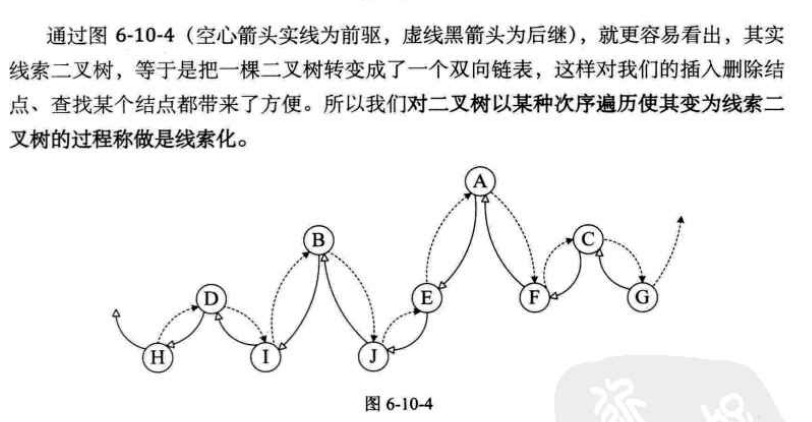 通过图 6-10-4（空心箭头实线为前驱，虚线黑箭头为后继），就更容易看出，其实
线索二叉树，等于是把一棵二叉树转变成了一个双向链表，这样对我们的插入删除结
点、查找某个结点都带来了方便。所以我们对二叉树以某种次序遍历使其变为线索二
叉树的过程称做是线索化。
A
B
C
D
E
F
G
H
I
J
图 6-10-4